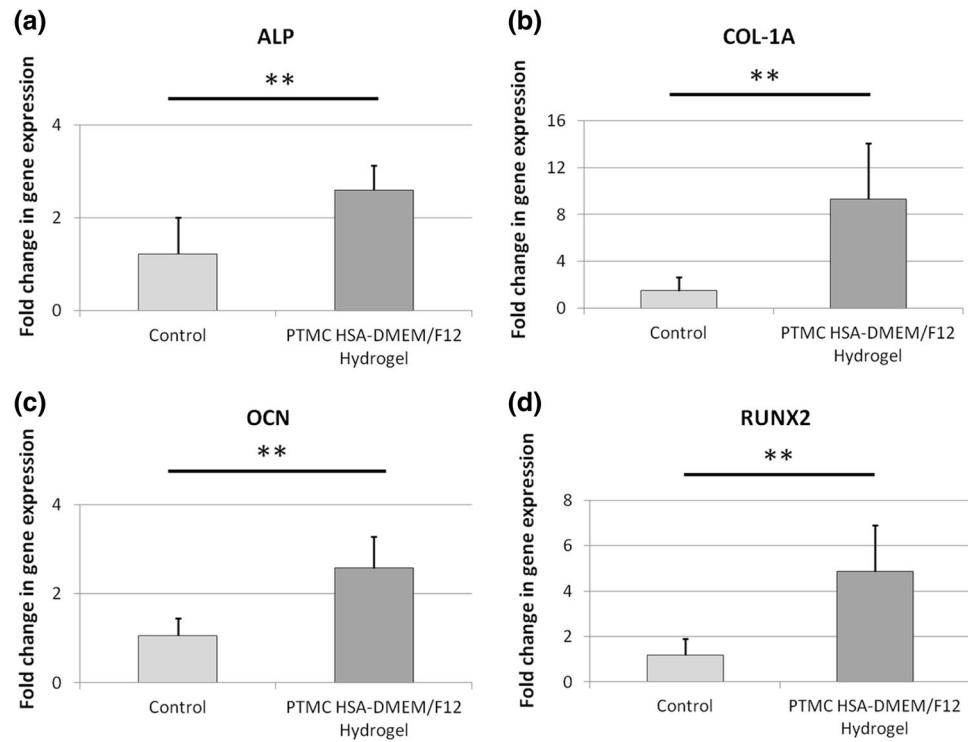 (a)
ALP
**
Fold change in gene expression
4
2
0
Control
PTMC HSA-DMEM/F12
Hydrogel
(b)
COL-1A
**
Fold change in gene expression
16
12
8
4
0
Control
PTMC HSA-DMEM/F12
Hydrogel
(c)
OCN
**
Fold change in gene expression
4
2
0
Control
PTMC HSA-DMEM/F12
Hydrogel
(d)
RUNX2
**
Fold change in gene expression
8
6
4
2
0
Control
PTMC HSA-DMEM/F12
Hydrogel